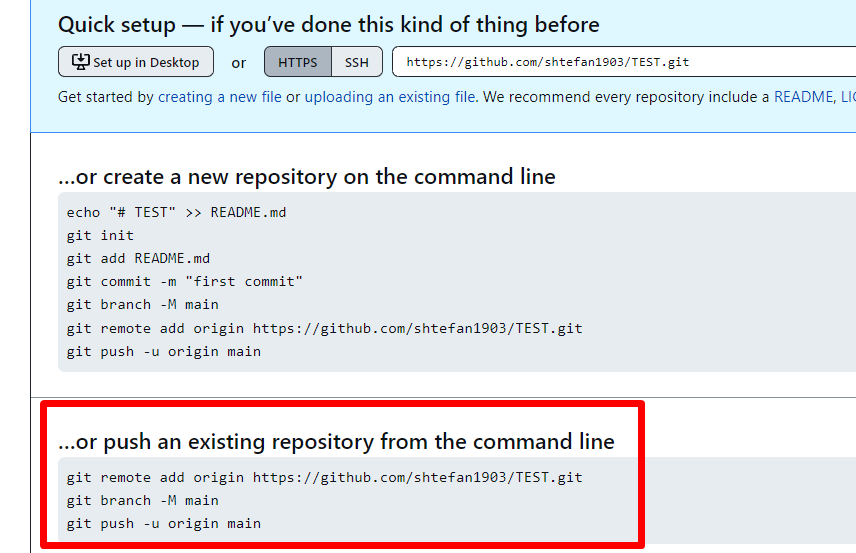 Quick setup — if you’ve done this kind of thing before
Set up in Desktop or HTTPS SSH https://github.com/shtefan1903/TEST.git
Get started by creating a new file or uploading an existing file. We recommend every repository include a README,
…or create a new repository on the command line
echo "# TEST" >> README.md
git init
git add README.md
git commit -m "first commit"
git branch -M main
git remote add origin https://github.com/shtefan1903/TEST.git
git push -u origin main
…or push an existing repository from the command line
git remote add origin https://github.com/shtefan1903/TEST.git
git branch -M main
git push -u origin main